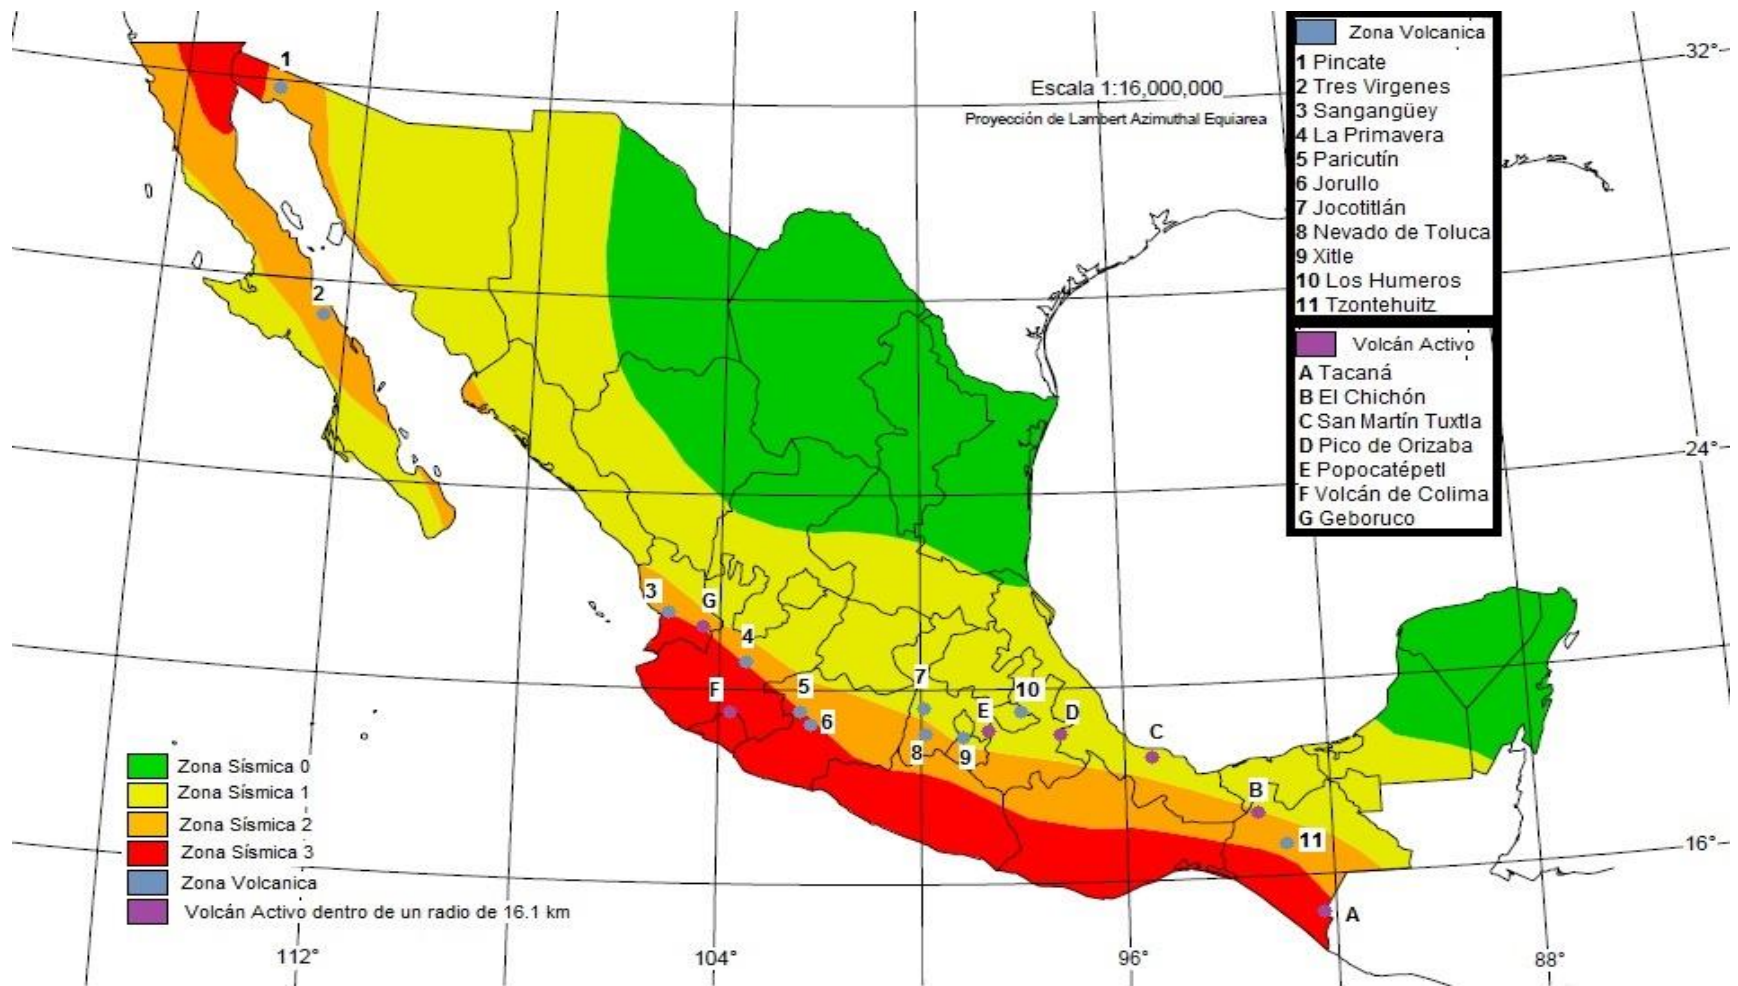 Escala 1:16,000,000
Proyección de Lambert Azimuthal Equiarea
Zona Volcanica
1 Pincate
2 Tres Virgenes
3 Sangangüey
4 La Primavera
5 Paricutín
6 Jorullo
7 Jocotitlán
8 Nevado de Toluca
9 Xitle
10 Los Humeros
11 Tzontehuitz
Volcán Activo
A Tacaná
B El Chichón
C San Martín Tuxtla
D Pico de Orizaba
E Popocatépetl
F Volcán de Colima
G Geboruco
32°
24°
16°
1
2
3
G
4
F
5
6
7
8
9
E
10
D
C
B
11
A
Zona Sísmica 0
Zona Sísmica 1
Zona Sísmica 2
Zona Sísmica 3
Zona Volcanica
Volcán Activo dentro de un radio de 16.1 km
112°
104°
96°
88°